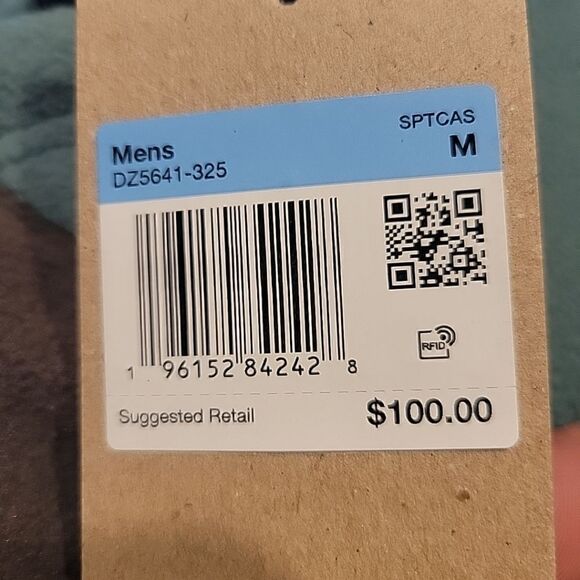 SPTCAS
Mens M
DZ5641-325
RFID
1 96152 84242 8
Suggested Retail $100.00